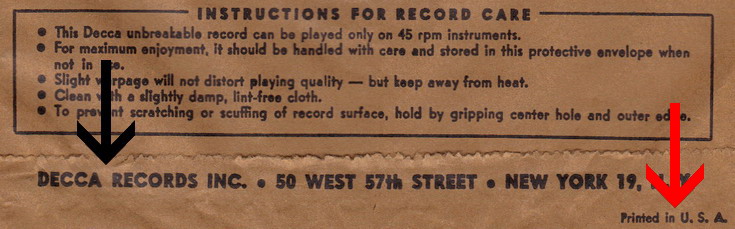 INSTRUCTIONS FOR RECORD CARE
• This Decca unbreakable record can be played only on 45 rpm instruments.
• For maximum enjoyment, it should be handled with care and stored in this protective envelope when
not in use.
• Slight warpage will not distort playing quality — but keep away from heat.
• Clean with a slightly damp, lint-free cloth.
• To prevent scratching or scuffing of record surface, hold by gripping center hole and outer edge.
DECCA RECORDS INC. • 50 WEST 57th STREET • NEW YORK 19, N. Y.
Printed in U. S. A.